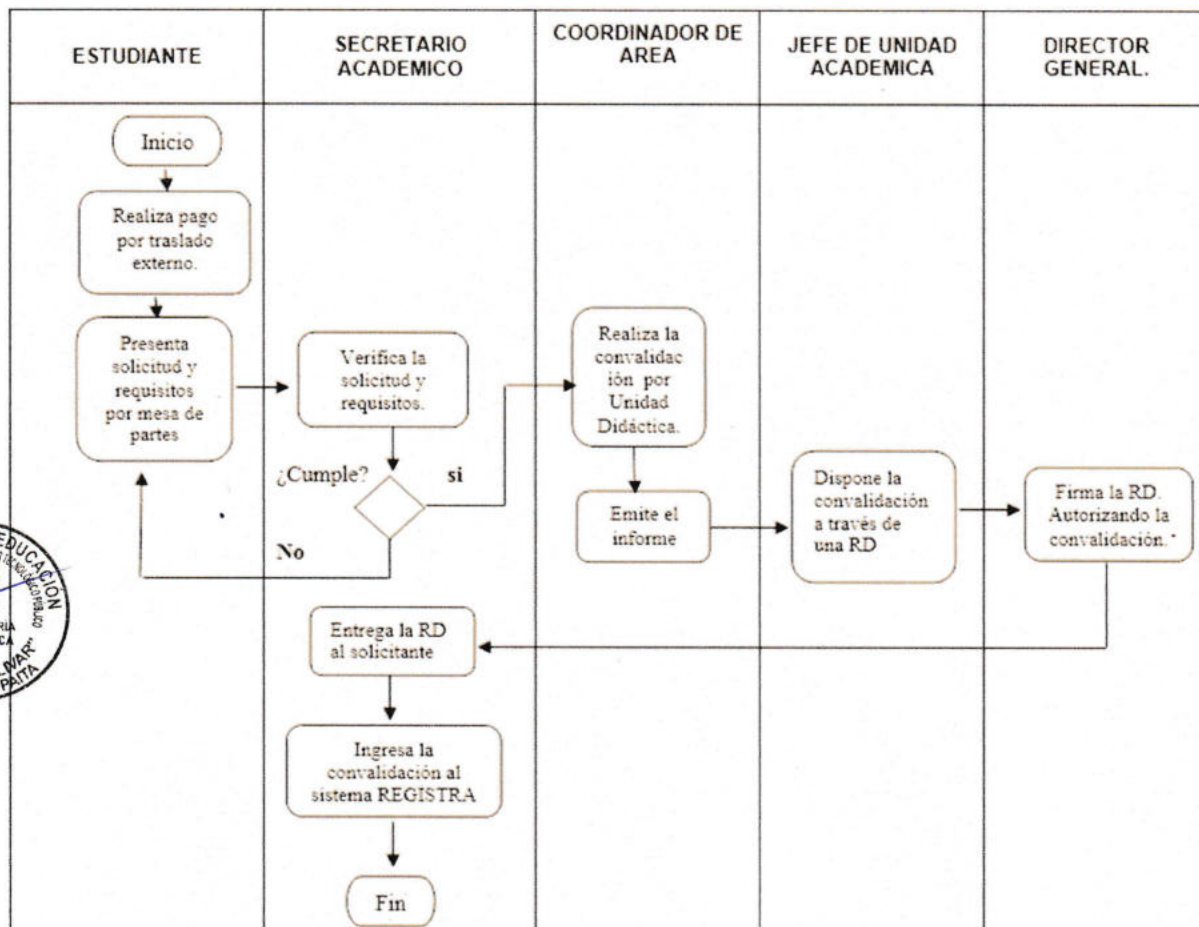 ESTUDIANTE
SECRETARIO
ACADEMICO
COORDINADOR DE
AREA
JEFE DE UNIDAD
ACADEMICA
DIRECTOR
GENERAL.
Inicio
Realiza pago
por traslado
externo.
Presenta
solicitud y
requisitos
por mesa de
partes
Verifica la
solicitud y
requisitos.
¿Cumple?
si
No
Realiza la
convalidac
ión por
Unidad
Didáctica.
Emite el
informe
Dispone la
convalidación
a través de
una RD
Firma la RD.
Autorizando la
convalidación.
Entrega la RD
al solicitante
Ingresa la
convalidación al
sistema REGISTRA
Fin
EDUCACIÓN
PAITA